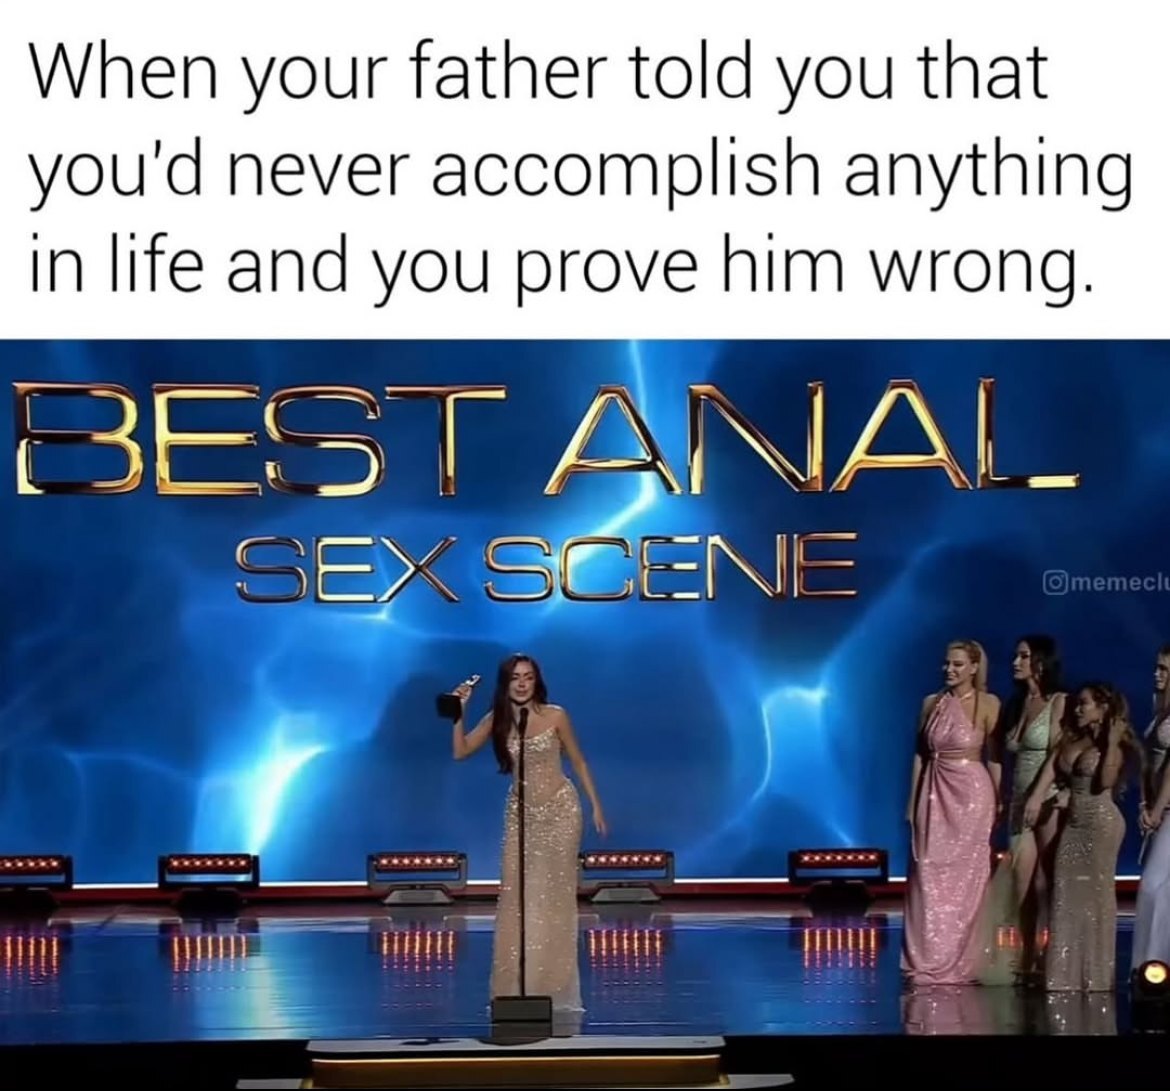 When your father told you that
you'd never accomplish anything
in life and you prove him wrong.
BEST ANAL
SEX SCENE